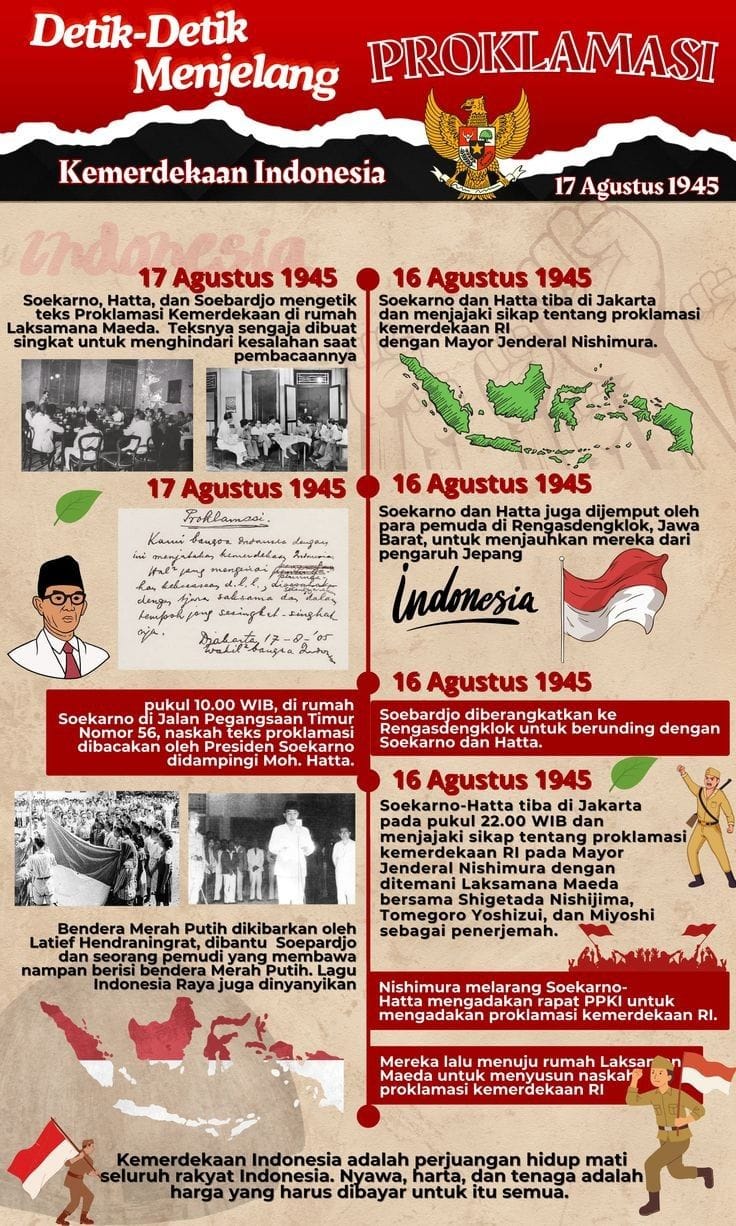 Detik-Detik
Menjelang
PROKLAMASI
Kemerdekaan Indonesia
17 Agustus 1945
indonesia
17 Agustus 1945
Soekarno, Hatta, dan Soebardjo mengetik
teks Proklamasi Kemerdekaan di rumah
Laksamana Maeda. Teksnya sengaja dibuat
singkat untuk menghindari kesalahan saat
pembacaannya
16 Agustus 1945
Soekarno dan Hatta tiba di Jakarta
dan menjajaki sikap tentang proklamasi
kemerdekaan RI
dengan Mayor Jenderal Nishimura.
17 Agustus 1945
Proklamasi.
Kami bangsa Indonesia dengan
ini menjatakan kemerdekaan Indonesia
Hal² jang mengenai
kekoeasaan d.l.l.,
dengan tjara saksama dan dalam
tempoh jang sesingkat-singkat
nja.
Djakarta 17-8-'05
Wakil² bangsa Indon
16 Agustus 1945
Soekarno dan Hatta juga dijemput oleh
para pemuda di Rengasdengklok, Jawa
Barat, untuk menjauhkan mereka dari
pengaruh Jepang
Indonesia
pukul 10.00 WIB, di rumah
Soekarno di Jalan Pegangsaan Timur
Nomor 56, naskah teks proklamasi
dibacakan oleh Presiden Soekarno
didampingi Moh. Hatta.
16 Agustus 1945
Soebardjo diberangkatkan ke
Rengasdengklok untuk berunding dengan
Soekarno dan Hatta.
16 Agustus 1945
Soekarno-Hatta tiba di Jakarta
pada pukul 22.00 WIB dan
menjajaki sikap tentang proklamasi
kemerdekaan RI pada Mayor
Jenderal Nishimura dengan
ditemani Laksamana Maeda
bersama Shigetada Nishijima,
Tomegoro Yoshizui, dan Miyoshi
sebagai penerjemah.
Bendera Merah Putih dikibarkan oleh
Latief Hendraningrat, dibantu Soepardjo
dan seorang pemudi yang membawa
nampan berisi bendera Merah Putih. Lagu
Indonesia Raya juga dinyanyikan
Nishimura melarang Soekarno-
Hatta mengadakan rapat PPKI untuk
mengadakan proklamasi kemerdekaan RI.
Mereka lalu menuju rumah Laksamana
Maeda untuk menyusun naskah
proklamasi kemerdekaan RI
Kemerdekaan Indonesia adalah perjuangan hidup mati
seluruh rakyat Indonesia. Nyawa, harta, dan tenaga adalah
harga yang harus dibayar untuk itu semua.